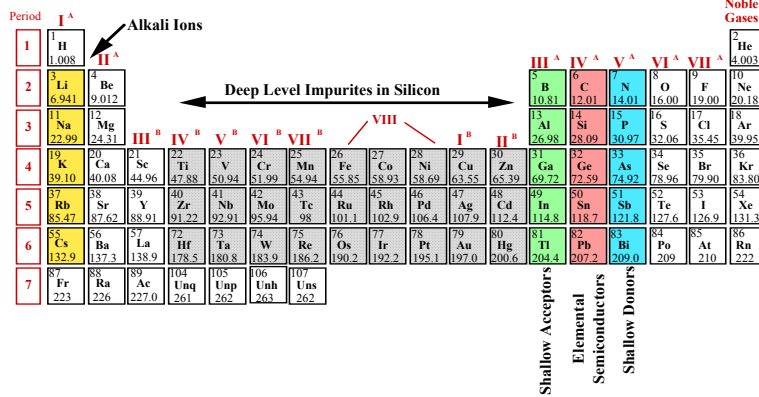 Period
I A
Alkali Ions
Noble
Gases
1
1 H 1.008
2 He 4.003
II A
III A IV A V A VI A VII A
2
3 Li 6.941
4 Be 9.012
Deep Level Impurites in Silicon
5 B 10.81
6 C 12.01
7 N 14.01
8 O 16.00
9 F 19.00
10 Ne 20.18
3
11 Na 22.99
12 Mg 24.31
III B IV B V B VI B VII B
VIII
I B II B
13 Al 26.98
14 Si 28.09
15 P 30.97
16 S 32.06
17 Cl 35.45
18 Ar 39.95
4
19 K 39.10
20 Ca 40.08
21 Sc 44.96
22 Ti 47.88
23 V 50.94
24 Cr 51.99
25 Mn 54.94
26 Fe 55.85
27 Co 58.93
28 Ni 58.69
29 Cu 63.55
30 Zn 65.39
31 Ga 69.72
32 Ge 72.59
33 As 74.92
34 Se 78.96
35 Br 79.90
36 Kr 83.80
5
37 Rb 85.47
38 Sr 87.62
39 Y 88.91
40 Zr 91.22
41 Nb 92.91
42 Mo 95.94
43 Tc 98
44 Ru 101.1
45 Rh 102.9
46 Pd 106.4
47 Ag 107.9
48 Cd 112.4
49 In 114.8
50 Sn 118.7
51 Sb 121.8
52 Te 127.6
53 I 126.9
54 Xe 131.3
6
55 Cs 132.9
56 Ba 137.3
57 La 138.9
72 Hf 178.5
73 Ta 180.8
74 W 183.9
75 Re 186.2
76 Os 190.2
77 Ir 192.2
78 Pt 195.1
79 Au 197.0
80 Hg 200.6
81 Tl 204.4
82 Pb 207.2
83 Bi 209.0
84 Po 209
85 At 210
86 Rn 222
7
87 Fr 223
88 Ra 226
89 Ac 227.0
104 Unq 261
105 Unp 262
106 Unh 263
107 Uns 262
Shallow Acceptors
Elemental
Semiconductors
Shallow Donors